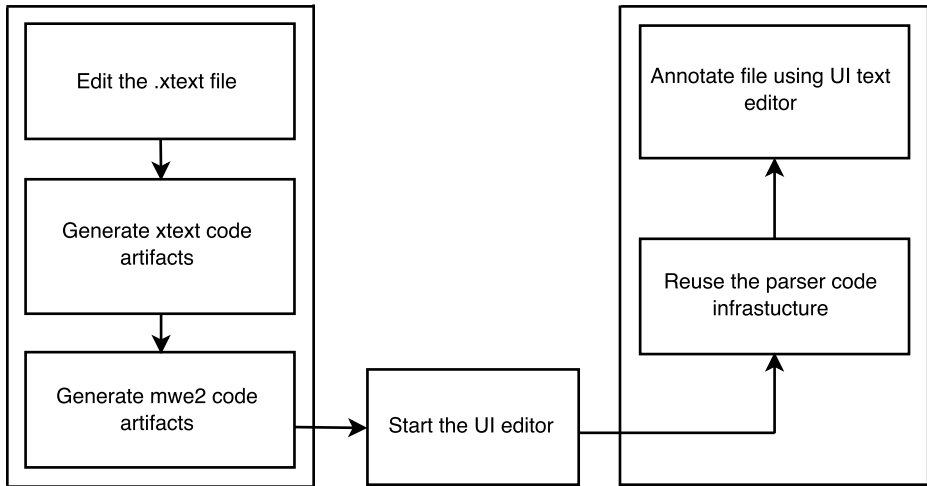 Edit the .xtext file
Generate xtext code
artifacts
Generate mwe2 code
artifacts
Start the UI editor
Reuse the parser code
infrastucture
Annotate file using UI text
editor